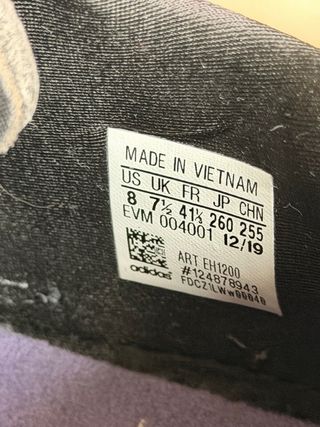 MADE IN VIETNAM
US UK FR JP CHN
8 7½ 41⅓ 260 255
EVM 004001 12/19
ART EH1200
#124878943
adidas FDCZ1LWW00040